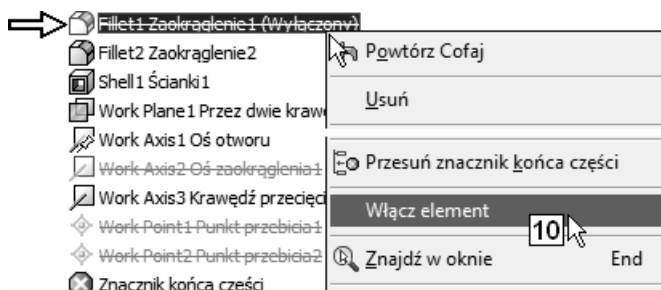 Fillet1 Zaokrąglenie1 (Wyłączony)
Fillet2 Zaokrąglenie2
Shell1 Ścianki1
Work Plane1 Przez dwie krawę
Work Axis1 Oś otworu
Work Axis2 Oś zaokrąglenia1
Work Axis3 Krawędź przecięci
Work Point1 Punkt przebicia1
Work Point2 Punkt przebicia2
Znacznik końca części
Powtórz Cofaj
Usuń
Przesuń znacznik końca części
Włącz element
10
Znajdź w oknie End